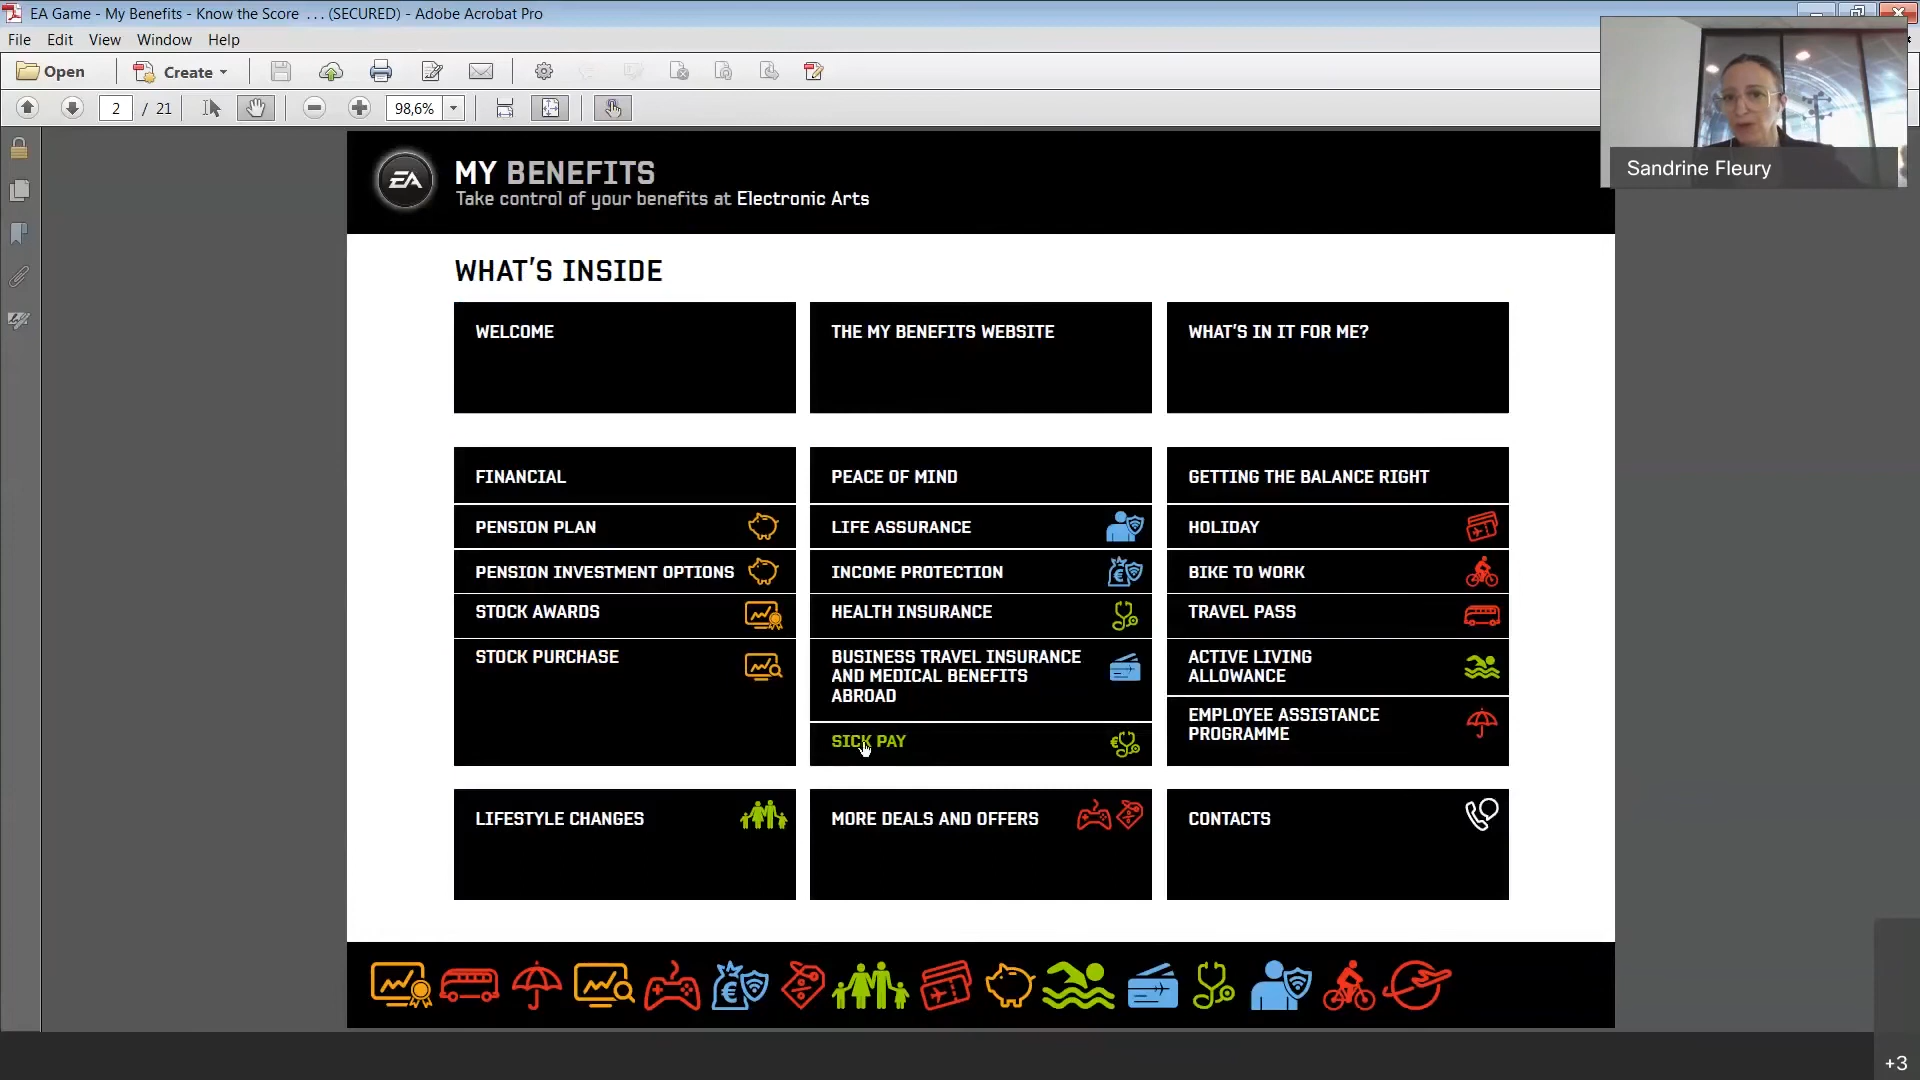 EA Game - My Benefits - Know the Score ... (SECURED) - Adobe Acrobat Pro
File Edit View Window Help
Open Create
2 / 21 98,6%
Sandrine Fleury
EA
MY BENEFITS
Take control of your benefits at Electronic Arts
WHAT'S INSIDE
WELCOME
THE MY BENEFITS WEBSITE
WHAT'S IN IT FOR ME?
FINANCIAL
PENSION PLAN
PENSION INVESTMENT OPTIONS
STOCK AWARDS
STOCK PURCHASE
PEACE OF MIND
LIFE ASSURANCE
INCOME PROTECTION
HEALTH INSURANCE
BUSINESS TRAVEL INSURANCE
AND MEDICAL BENEFITS
ABROAD
SICK PAY
GETTING THE BALANCE RIGHT
HOLIDAY
BIKE TO WORK
TRAVEL PASS
ACTIVE LIVING
ALLOWANCE
EMPLOYEE ASSISTANCE
PROGRAMME
LIFESTYLE CHANGES
MORE DEALS AND OFFERS
CONTACTS
+3